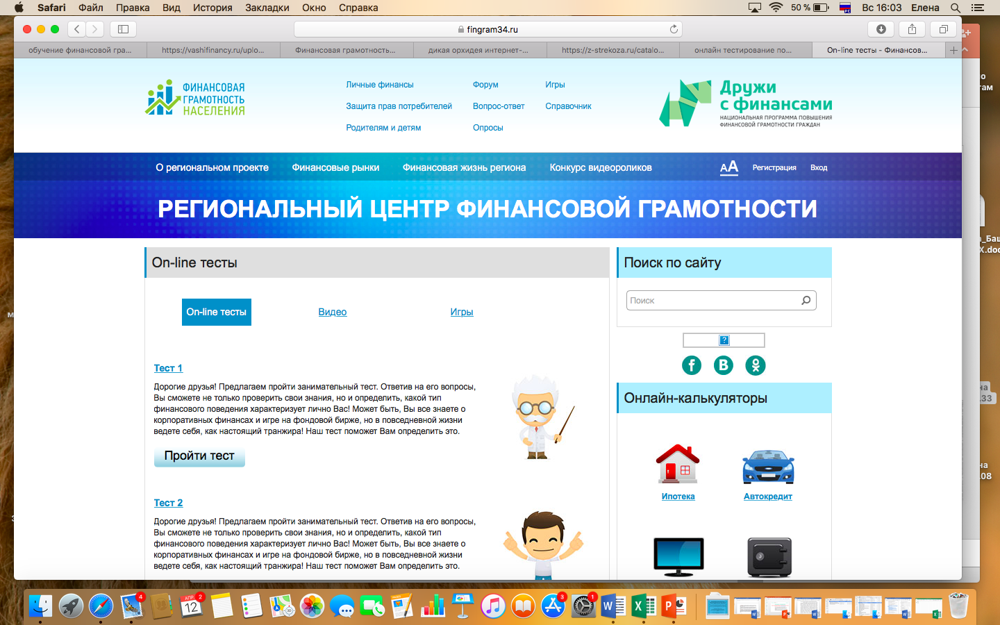 Safari Файл Правка Вид История Закладки Окно Справка 50 % Вс 16:03 Елена
fingram34.ru
обучение финансовой гра... https://vashifinancy.ru/uplo... Финансовая грамотность... дикая орхидея интернет-... https://z-strekoza.ru/catalo... онлайн тестирование по... On-line тесты - Финансов...
ФИНАНСОВАЯ
ГРАМОТНОСТЬ
НАСЕЛЕНИЯ
Личные финансы Форум Игры
Защита прав потребителей Вопрос-ответ Справочник
Родителям и детям Опросы
Дружи
с финансами
НАЦИОНАЛЬНАЯ ПРОГРАММА ПОВЫШЕНИЯ
ФИНАНСОВОЙ ГРАМОТНОСТИ ГРАЖДАН
О региональном проекте Финансовые рынки Финансовая жизнь региона Конкурс видеороликов АА Регистрация Вход
РЕГИОНАЛЬНЫЙ ЦЕНТР ФИНАНСОВОЙ ГРАМОТНОСТИ
On-line тесты
On-line тесты Видео Игры
Тест 1
Дорогие друзья! Предлагаем пройти занимательный тест. Ответив на его вопросы,
Вы сможете не только проверить свои знания, но и определить, какой тип
финансового поведения характеризует лично Вас! Может быть, Вы все знаете о
корпоративных финансах и игре на фондовой бирже, но в повседневной жизни
ведете себя, как настоящий транжира! Наш тест поможет Вам определить это.
Пройти тест
Тест 2
Дорогие друзья! Предлагаем пройти занимательный тест. Ответив на его вопросы,
Вы сможете не только проверить свои знания, но и определить, какой тип
финансового поведения характеризует лично Вас! Может быть, Вы все знаете о
корпоративных финансах и игре на фондовой бирже, но в повседневной жизни
ведете себя, как настоящий транжира! Наш тест поможет Вам определить это.
Поиск по сайту
Поиск
?
Онлайн-калькуляторы
Ипотека Автокредит
АПР.
12